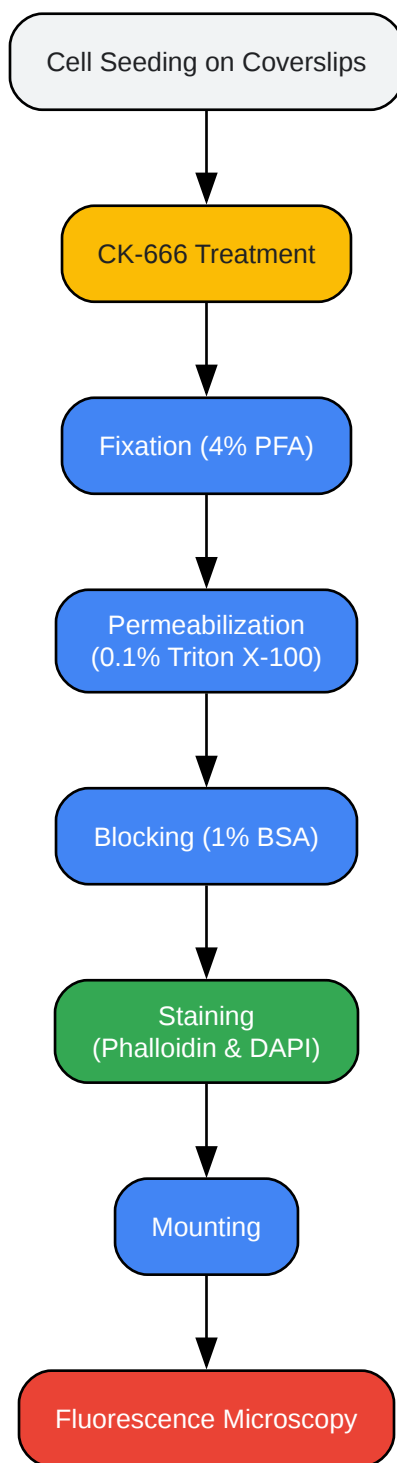 Cell Seeding on Coverslips
CK-666 Treatment
Fixation (4% PFA)
Permeabilization
(0.1% Triton X-100)
Blocking (1% BSA)
Staining
(Phalloidin & DAPI)
Mounting
Fluorescence Microscopy